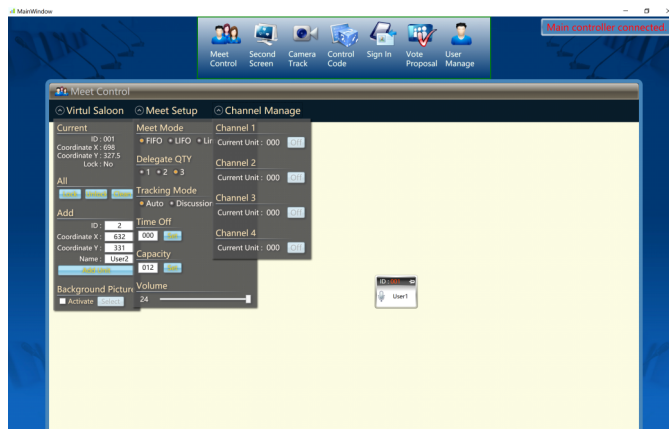 MainWindow
Main controller connected
Meet Control
Second Screen
Camera Track
Control Code
Sign In
Vote Proposal
User Manage
Meet Control
Virtul Saloon
Meet Setup
Channel Manage
Current
ID : 001
Coordinate X : 698
Coordinate Y : 327.5
Lock : No
All
Add
ID : 2
Coordinate X : 632
Coordinate Y : 331
Name : User2
Background Picture
Activate Select
Meet Mode
FIFO LIFO
Delegate QTY
1 2 3
Tracking Mode
Auto Discussion
Time Off
000
Capacity
012
Volume
24
Channel 1
Current Unit : 000 Off
Channel 2
Current Unit : 000 Off
Channel 3
Current Unit : 000 Off
Channel 4
Current Unit : 000 Off
ID : 001
User1